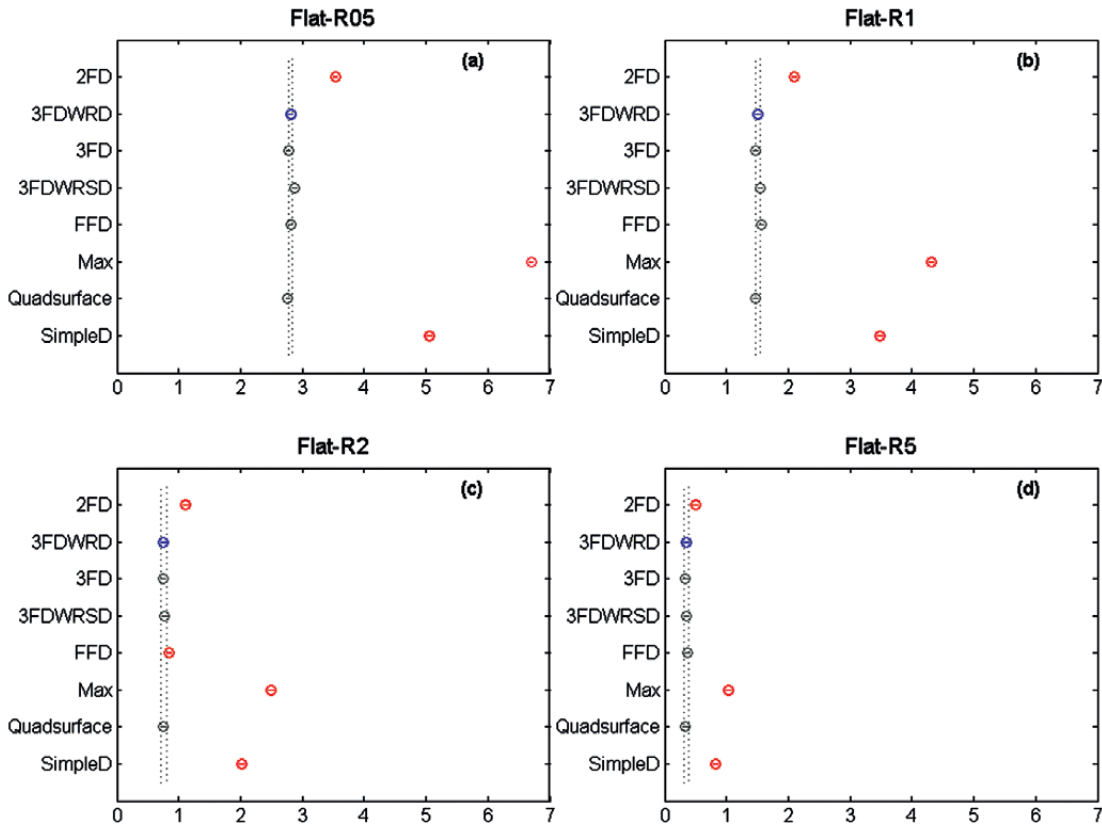 Flat-R05
(a)
2FD
3FDWRD
3FD
3FDWRSD
FFD
Max
Quadsurface
SimpleD
0 1 2 3 4 5 6 7
Flat-R1
(b)
2FD
3FDWRD
3FD
3FDWRSD
FFD
Max
Quadsurface
SimpleD
0 1 2 3 4 5 6 7
Flat-R2
(c)
2FD
3FDWRD
3FD
3FDWRSD
FFD
Max
Quadsurface
SimpleD
0 1 2 3 4 5 6 7
Flat-R5
(d)
2FD
3FDWRD
3FD
3FDWRSD
FFD
Max
Quadsurface
SimpleD
0 1 2 3 4 5 6 7